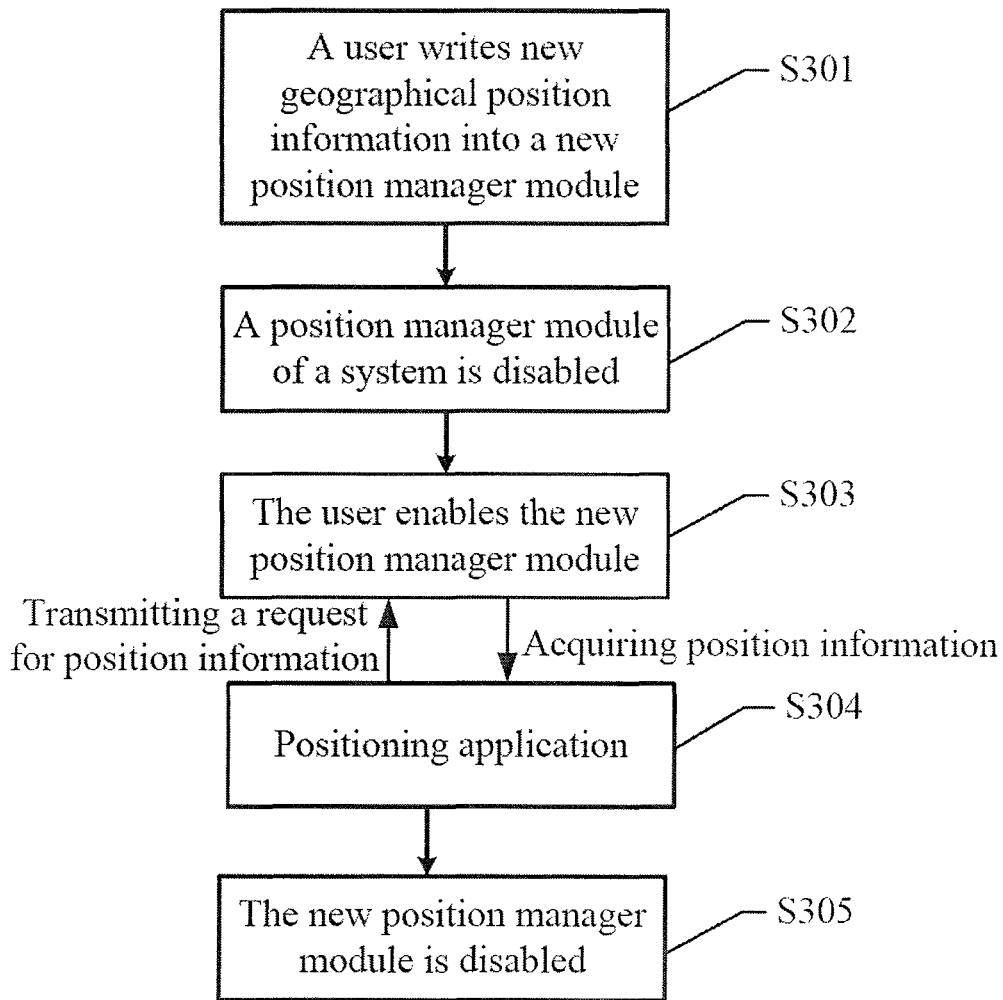 A user writes new
geographical position
information into a new
position manager module
S301
A position manager module
of a system is disabled
S302
The user enables the new
position manager module
S303
Transmitting a request
for position information
Acquiring position information
Positioning application
S304
The new position manager
module is disabled
S305